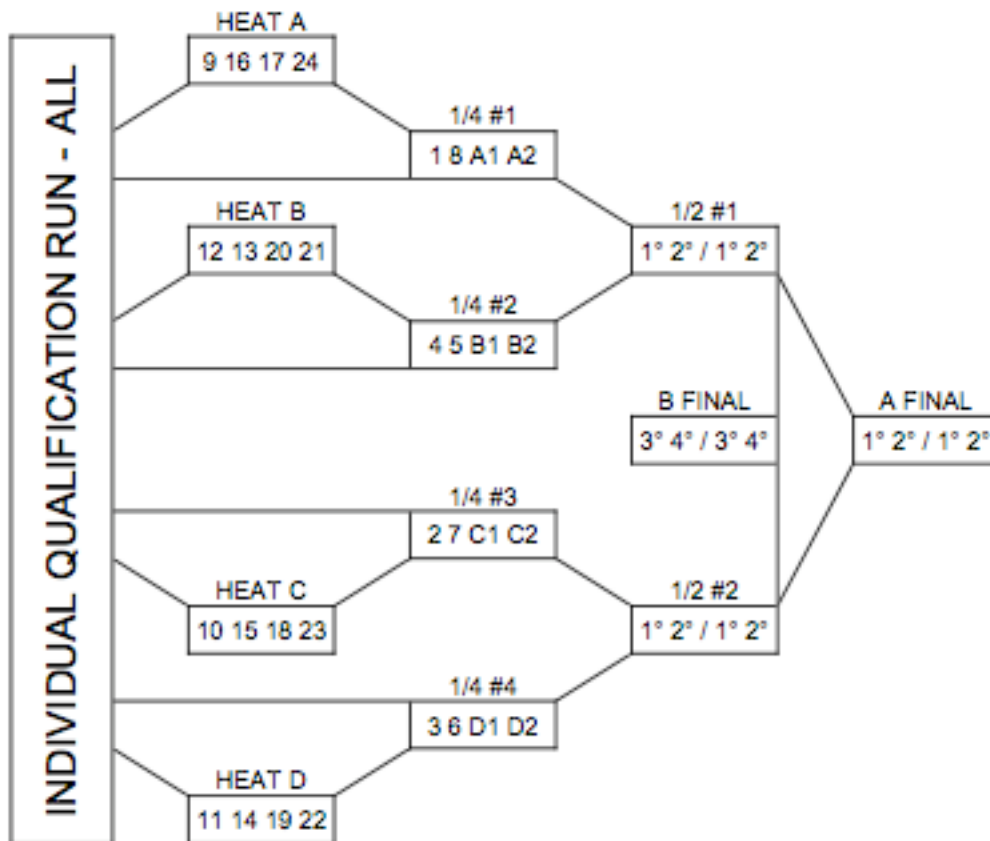 INDIVIDUAL QUALIFICATION RUN - ALL
HEAT A
9 16 17 24
1/4 #1
1 8 A1 A2
HEAT B
12 13 20 21
1/2 #1
1° 2° / 1° 2°
1/4 #2
4 5 B1 B2
B FINAL
3° 4° / 3° 4°
A FINAL
1° 2° / 1° 2°
1/4 #3
2 7 C1 C2
HEAT C
10 15 18 23
1/2 #2
1° 2° / 1° 2°
1/4 #4
3 6 D1 D2
HEAT D
11 14 19 22